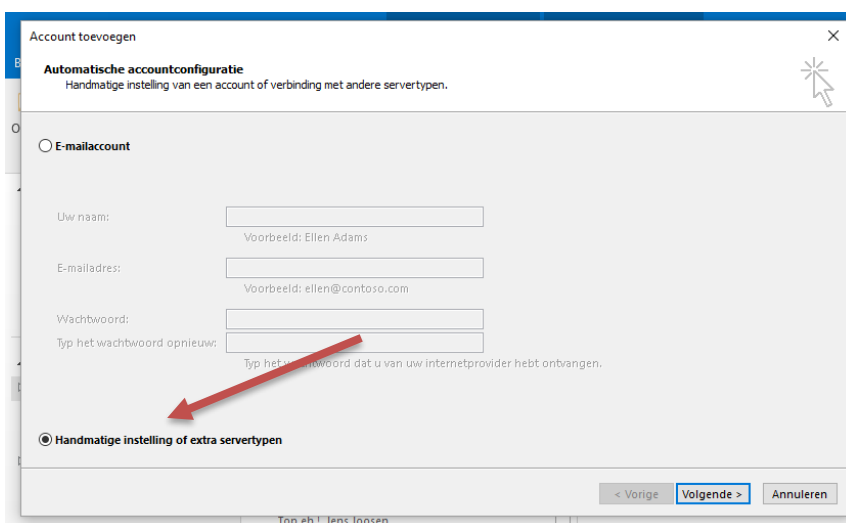 Account toevoegen
Automatische accountconfiguratie
Handmatige instelling van een account of verbinding met andere servertypen.
E-mailaccount
Uw naam:
Voorbeeld: Ellen Adams
E-mailadres:
Voorbeeld: ellen@contoso.com
Wachtwoord:
Typ het wachtwoord opnieuw:
Typ het wachtwoord dat u van uw internetprovider hebt ontvangen.
Handmatige instelling of extra servertypen
< Vorige Volgende > Annuleren